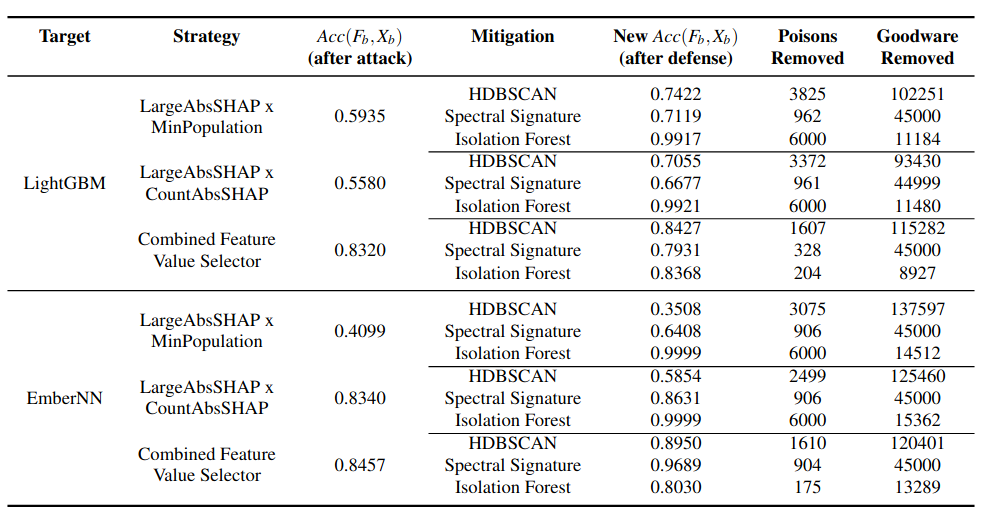 Target Strategy Acc(F_b, X_b) (after attack) Mitigation New Acc(F_b, X_b) (after defense) Poisons Removed Goodware Removed
LightGBM
LargeAbsSHAP x
MinPopulation
0.5935
HDBSCAN 0.7422 3825 102251
Spectral Signature 0.7119 962 45000
Isolation Forest 0.9917 6000 11184
LargeAbsSHAP x
CountAbsSHAP
0.5580
HDBSCAN 0.7055 3372 93430
Spectral Signature 0.6677 961 44999
Isolation Forest 0.9921 6000 11480
Combined Feature
Value Selector
0.8320
HDBSCAN 0.8427 1607 115282
Spectral Signature 0.7931 328 45000
Isolation Forest 0.8368 204 8927
EmberNN
LargeAbsSHAP x
MinPopulation
0.4099
HDBSCAN 0.3508 3075 137597
Spectral Signature 0.6408 906 45000
Isolation Forest 0.9999 6000 14512
LargeAbsSHAP x
CountAbsSHAP
0.8340
HDBSCAN 0.5854 2499 125460
Spectral Signature 0.8631 906 45000
Isolation Forest 0.9999 6000 15362
Combined Feature
Value Selector
0.8457
HDBSCAN 0.8950 1610 120401
Spectral Signature 0.9689 904 45000
Isolation Forest 0.8030 175 13289